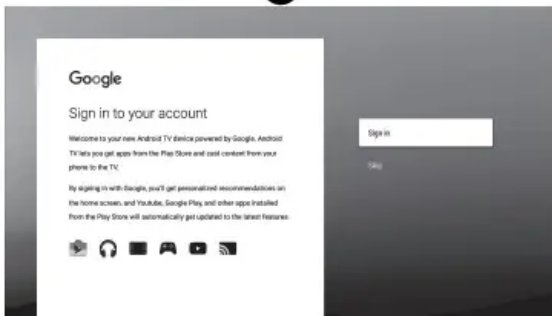 Google
Sign in to your account
Welcome to your new Android TV device powered by Google. Android
TV lets you get apps from the Play Store and cast content from your
phone to the TV.
By signing in with Google, you'll get personalized recommendations on
the home screen, and Youtube, Google Play, and other apps installed
from the Play Store will automatically get updated to the latest features
Sign in
Skip